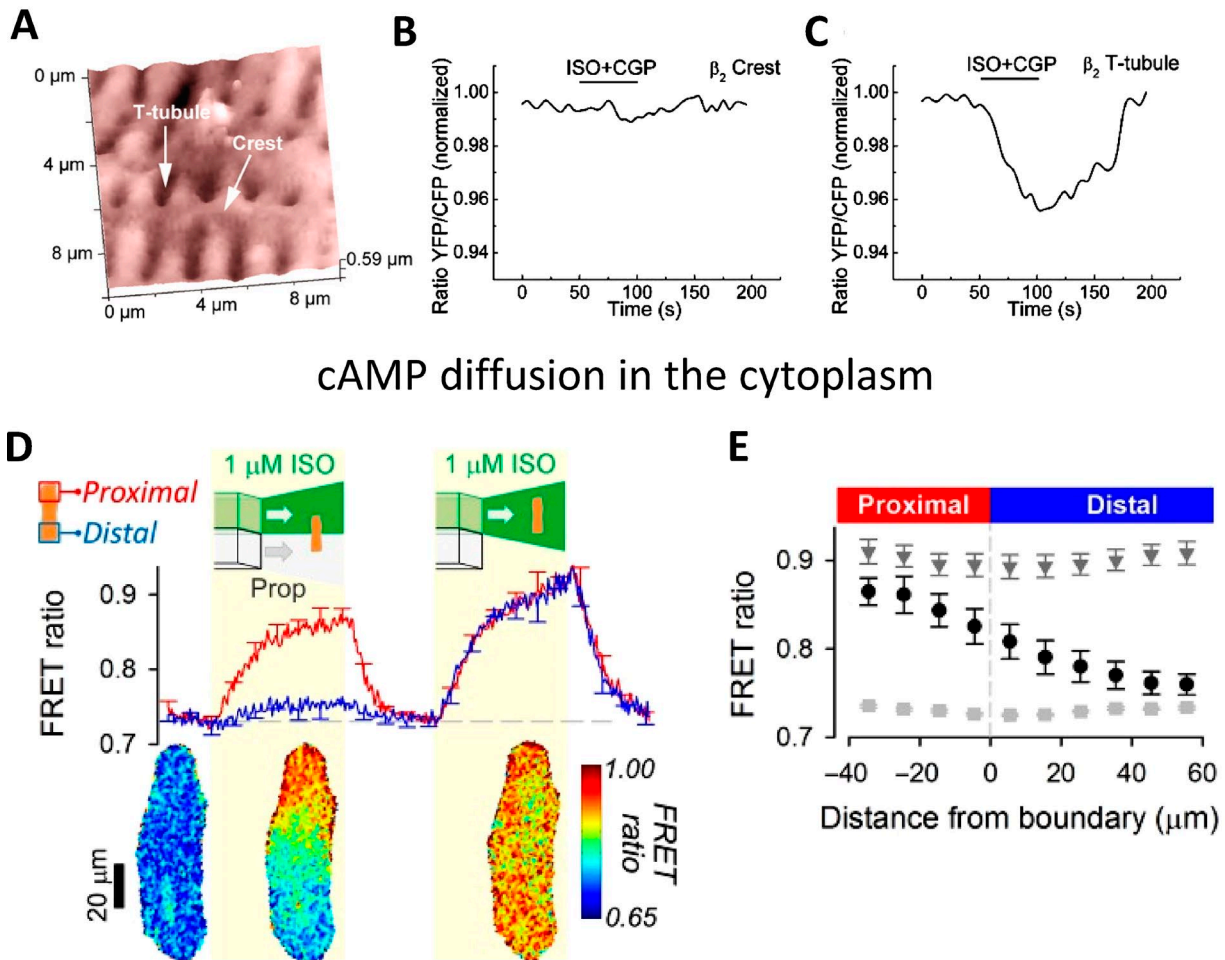 A
0 µm
T-tubule
Crest
4 µm
8 µm
0.59 µm
0 µm
4 µm
8 µm
B
ISO+CGP
β2 Crest
1.00
0.98
0.96
0.94
Ratio YFP/CFP (normalized)
0 50 100 150 200
Time (s)
C
ISO+CGP
β2 T-tubule
1.00
0.98
0.96
0.94
Ratio YFP/CFP (normalized)
0 50 100 150 200
Time (s)
cAMP diffusion in the cytoplasm
D
1 µM ISO
1 µM ISO
Proximal
Distal
Prop
0.9
0.8
0.7
FRET ratio
20 µm
1.00
0.65
FRET
ratio
E
Proximal
Distal
0.9
0.8
0.7
FRET ratio
−40 −20 0 20 40 60
Distance from boundary (µm)